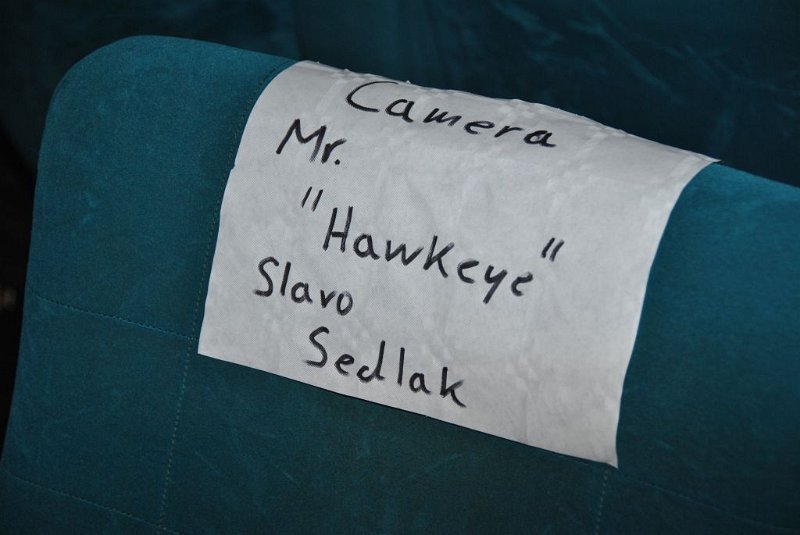 Camera
Mr.
"Hawkeye"
Slavo
Sedlak